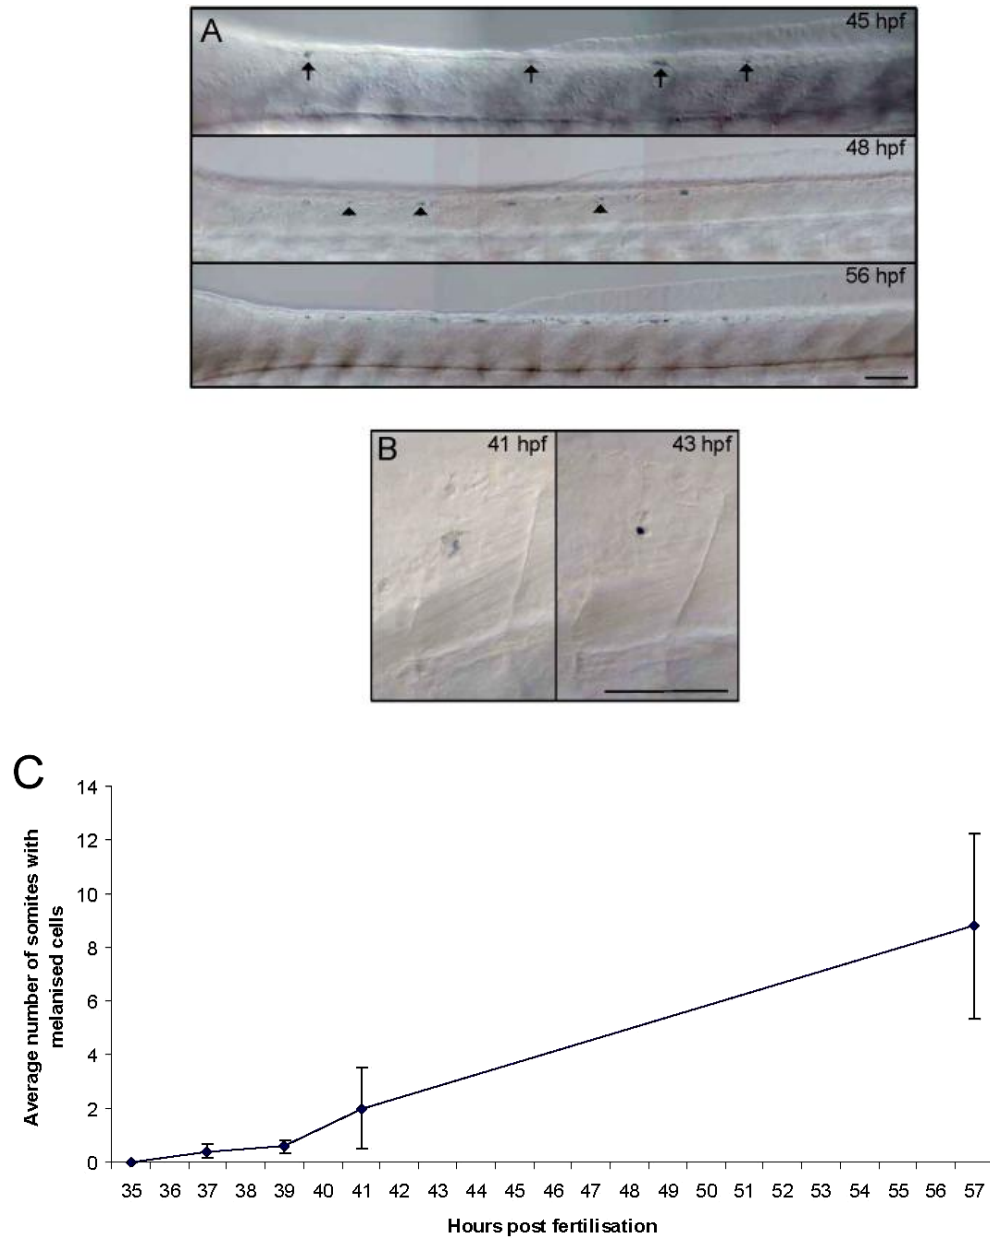 A
45 hpf
48 hpf
56 hpf
B
41 hpf
43 hpf
C
Average number of somites with
melanised cells
14
12
10
8
6
4
2
0
35 36 37 38 39 40 41 42 43 44 45 46 47 48 49 50 51 52 53 54 55 56 57
Hours post fertilisation